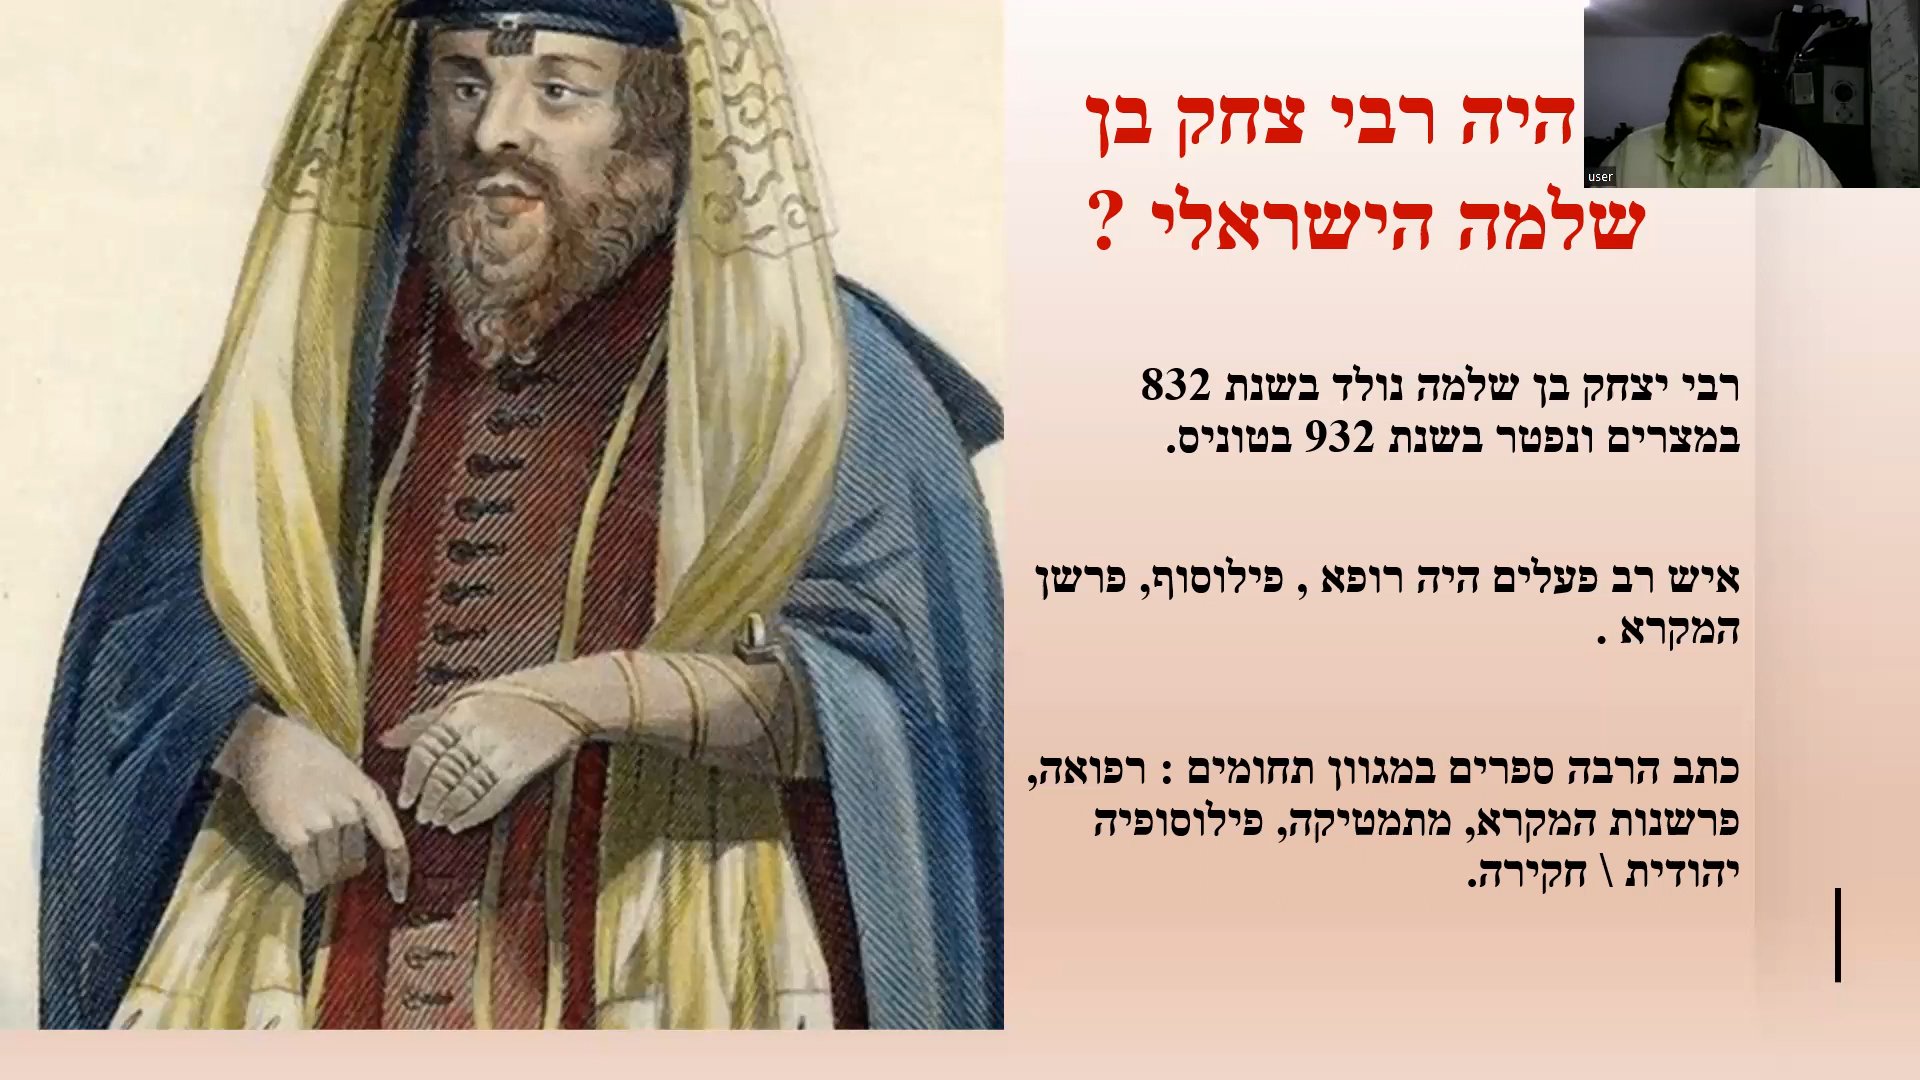 היה רבי צחק בן
שלמה הישראלי ?
user
רבי יצחק בן שלמה נולד בשנת 832
במצרים ונפטר בשנת 932 בטוניס.
איש רב פעלים היה רופא , פילוסוף, פרשן
המקרא .
כתב הרבה ספרים במגוון תחומים : רפואה,
פרשנות המקרא, מתמטיקה, פילוסופיה
יהודית \ חקירה.